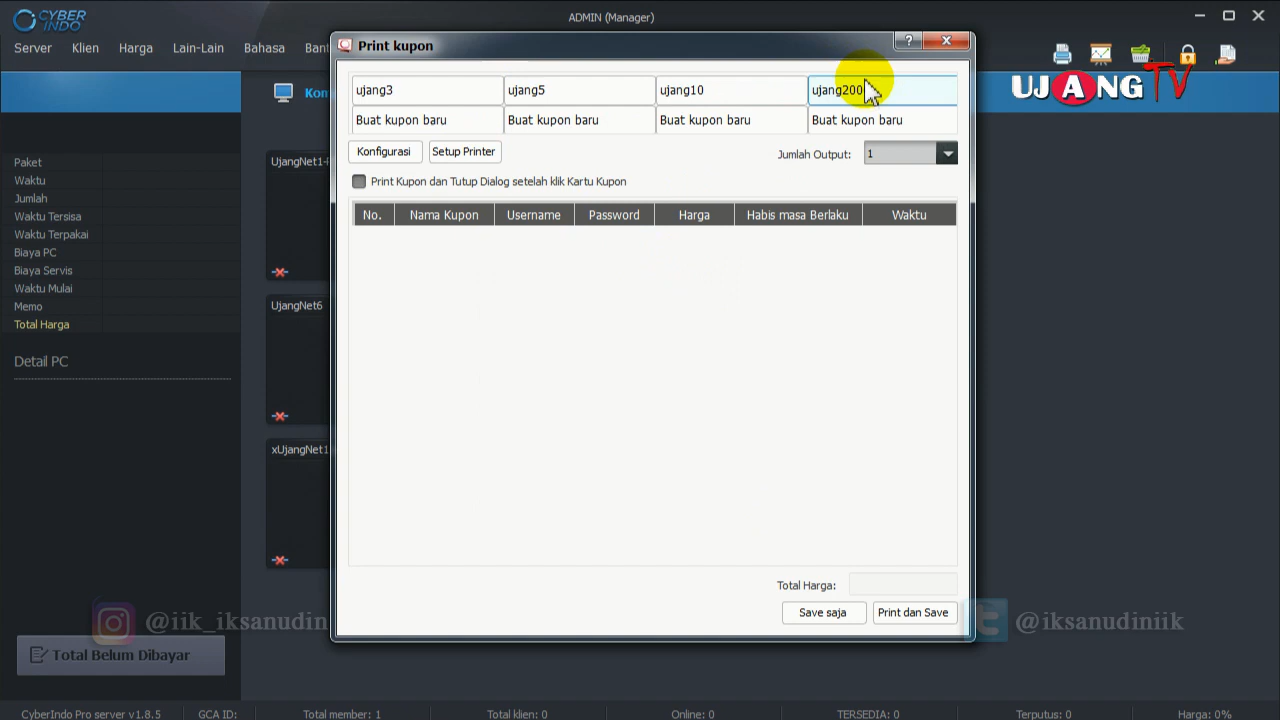 CYBER
INDO
ADMIN (Manager)
Server Klien Harga Lain-Lain Bahasa Bant
Print kupon
?
UJANG TV
Kom
ujang3 ujang5 ujang10 ujang200
Buat kupon baru Buat kupon baru Buat kupon baru Buat kupon baru
Konfigurasi Setup Printer Jumlah Output: 1
Print Kupon dan Tutup Dialog setelah klik Kartu Kupon
No. Nama Kupon Username Password Harga Habis masa Berlaku Waktu
Paket
Waktu
Jumlah
Waktu Tersisa
Waktu Terpakai
Biaya PC
Biaya Servis
Waktu Mulai
Memo
Total Harga
Detail PC
UjangNet1-
UjangNet6
xUjangNet1
Total Harga:
Save saja Print dan Save
@iik_iksanudin
@iksanudiniik
Total Belum Dibayar
CyberIndo Pro server v1.8.5 GCA ID: Total member: 1 Total klien: 0 Online: 0 TERSEDIA: 0 Terputus: 0 Harga: 0%